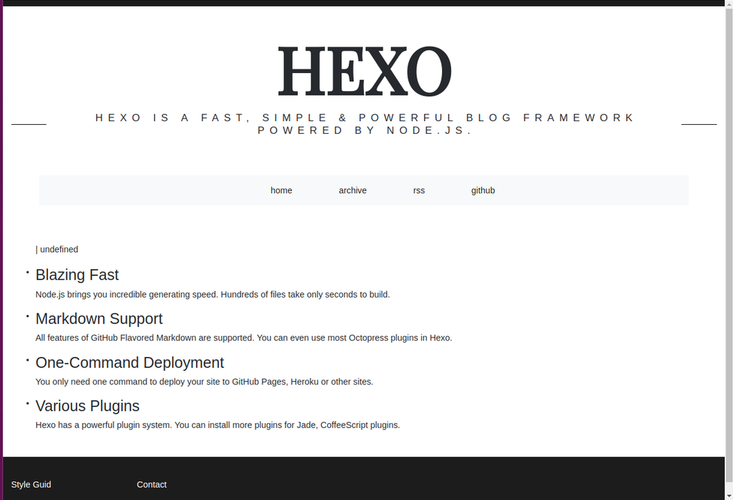 HEXO
HEXO IS A FAST, SIMPLE & POWERFUL BLOG FRAMEWORK
POWERED BY NODE.JS.
home archive rss github
| undefined
Blazing Fast
Node.js brings you incredible generating speed. Hundreds of files take only seconds to build.
Markdown Support
All features of GitHub Flavored Markdown are supported. You can even use most Octopress plugins in Hexo.
One-Command Deployment
You only need one command to deploy your site to GitHub Pages, Heroku or other sites.
Various Plugins
Hexo has a powerful plugin system. You can install more plugins for Jade, CoffeeScript plugins.
Style Guid Contact